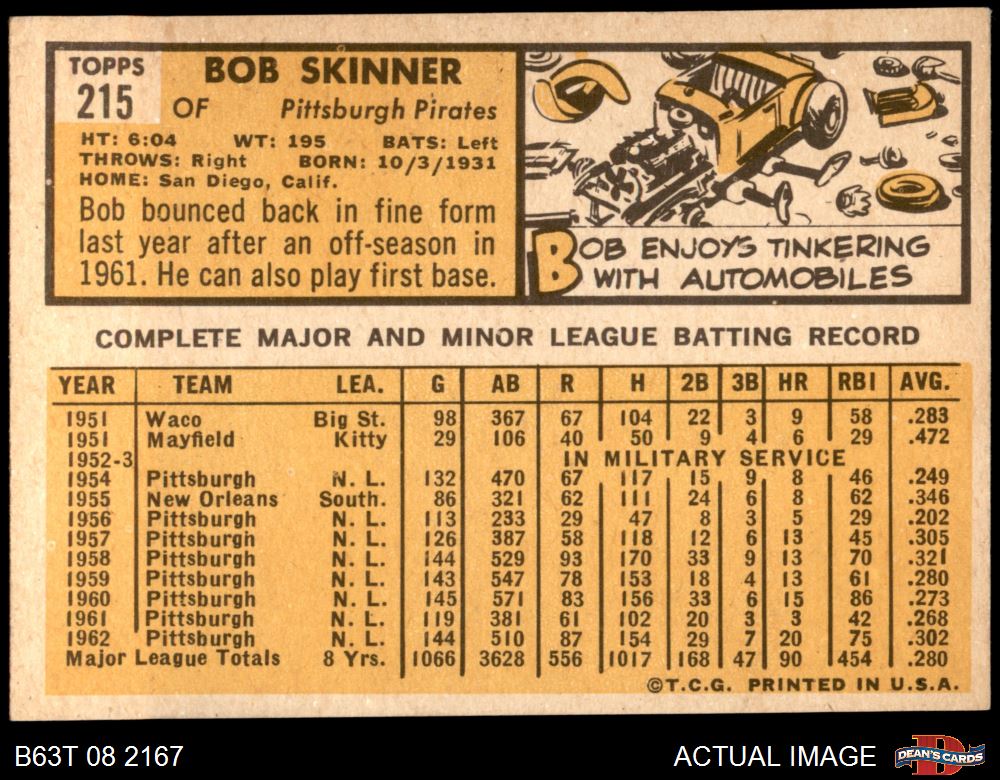 TOPPS
215
BOB SKINNER
OF Pittsburgh Pirates
HT: 6:04 WT: 195 BATS: Left
THROWS: Right BORN: 10/3/1931
HOME: San Diego, Calif.
Bob bounced back in fine form
last year after an off-season in
1961. He can also play first base.
BOB ENJOYS TINKERING
WITH AUTOMOBILES
COMPLETE MAJOR AND MINOR LEAGUE BATTING RECORD
YEAR TEAM LEA. G AB R H 2B 3B HR RBI AVG.
1951 Waco Big St. 98 367 67 104 22 3 9 58 .283
1951 Mayfield Kitty 29 106 40 50 9 4 6 29 .472
1952-3 IN MILITARY SERVICE
1954 Pittsburgh N. L. 132 470 67 117 15 9 8 46 .249
1955 New Orleans South. 86 321 62 111 24 6 8 62 .346
1956 Pittsburgh N. L. 113 233 29 47 8 3 5 29 .202
1957 Pittsburgh N. L. 126 387 58 118 12 6 13 45 .305
1958 Pittsburgh N. L. 144 529 93 170 33 9 13 70 .321
1959 Pittsburgh N. L. 143 547 78 153 18 4 13 61 .280
1960 Pittsburgh N. L. 145 571 83 156 33 6 15 86 .273
1961 Pittsburgh N. L. 119 381 61 102 20 3 3 42 .268
1962 Pittsburgh N. L. 144 510 87 154 29 7 20 75 .302
Major League Totals 8 Yrs. 1066 3628 556 1017 168 47 90 454 .280
©T.C.G. PRINTED IN U.S.A.
B63T 08 2167 ACTUAL IMAGE DEAN'S CARDS